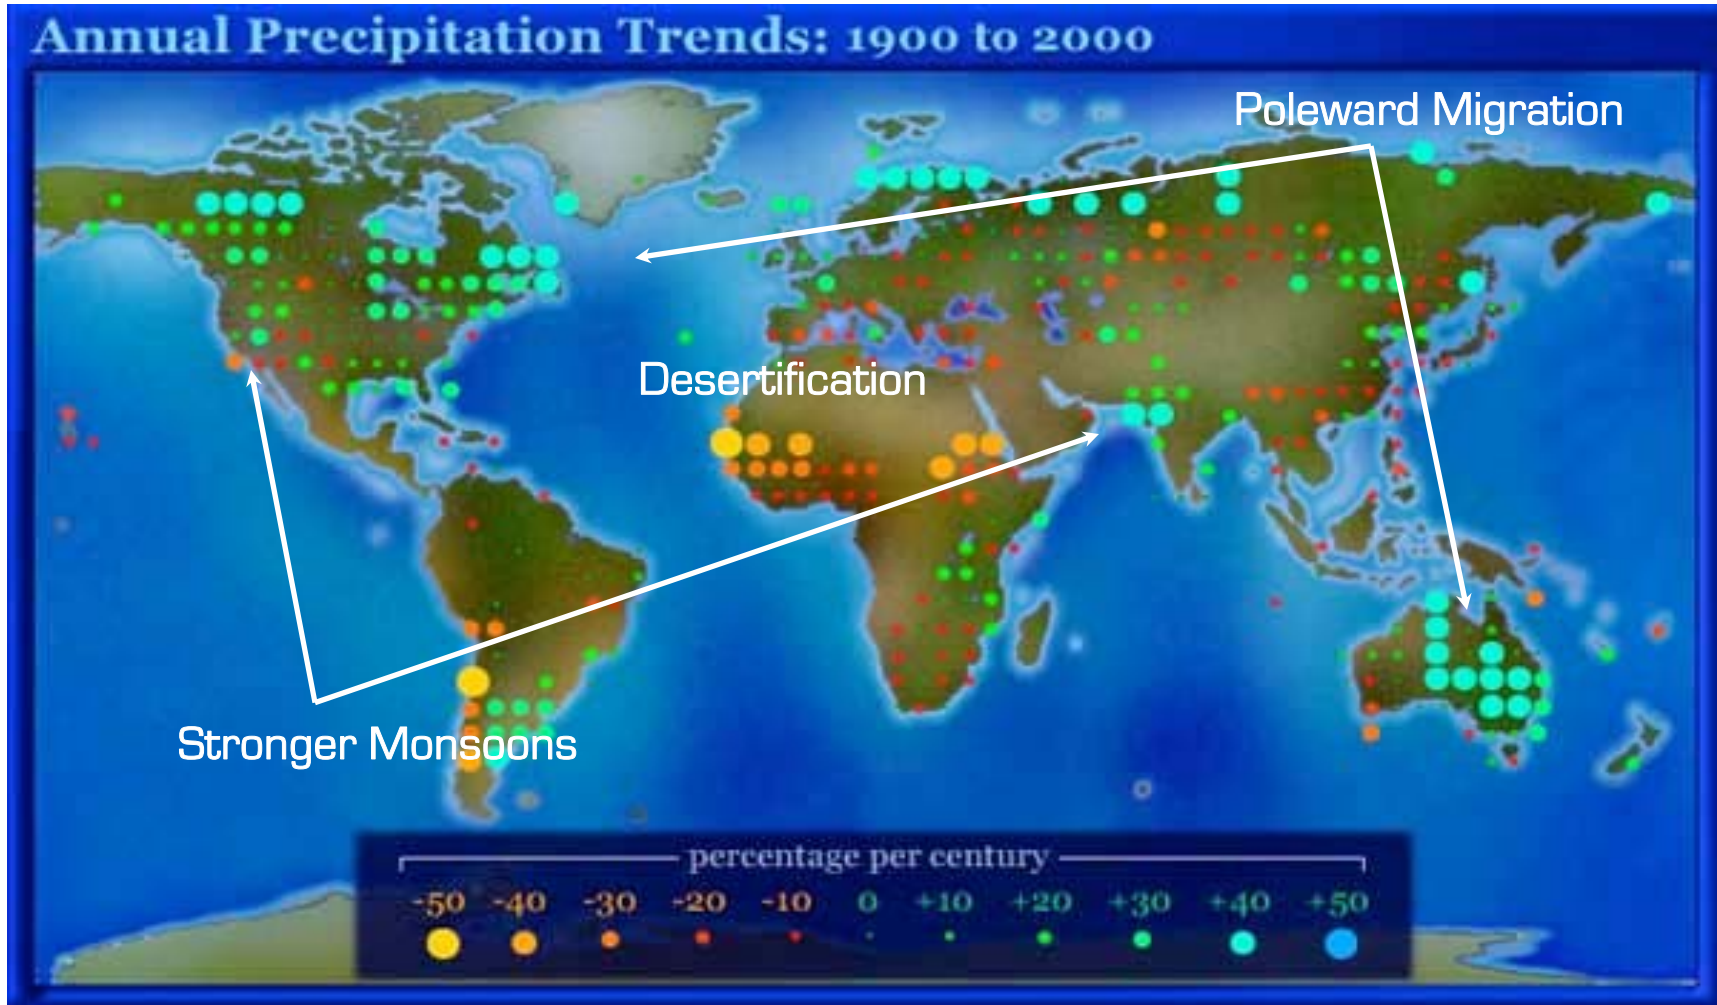 Annual Precipitation Trends: 1900 to 2000
Poleward Migration
Desertification
Stronger Monsoons
percentage per century
-50 -40 -30 -20 -10 0 +10 +20 +30 +40 +50